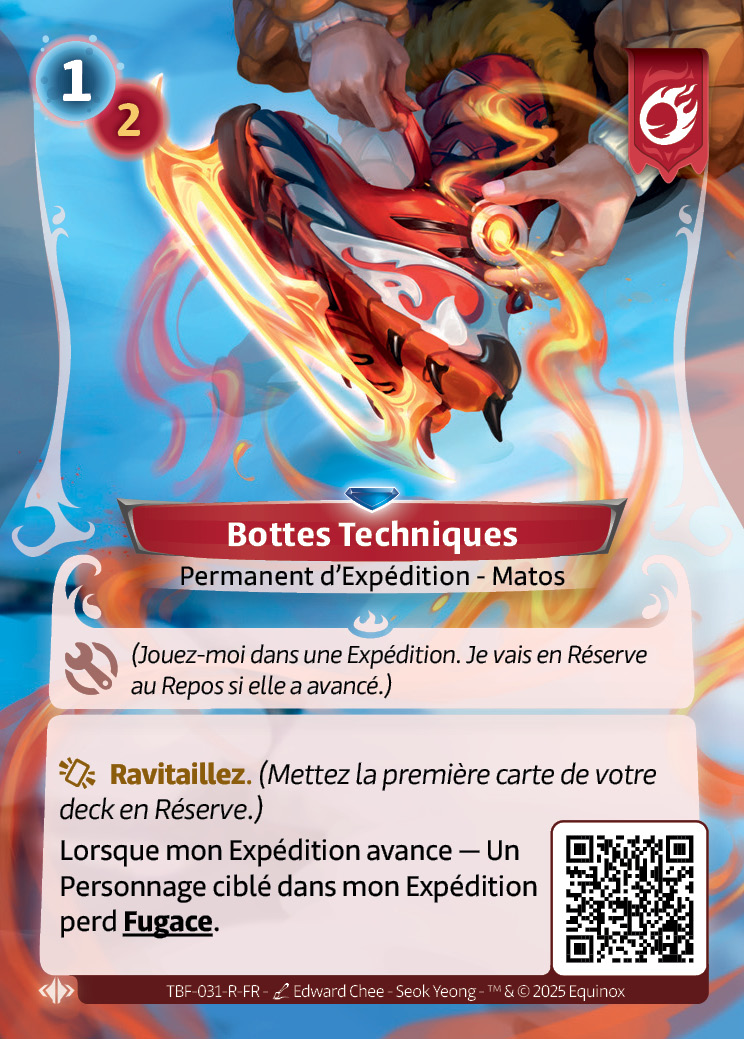 1
2
Bottes Techniques
Permanent d’Expédition - Matos
(Jouez-moi dans une Expédition. Je vais en Réserve
au Repos si elle a avancé.)
Ravitaillez. (Mettez la première carte de votre
deck en Réserve.)
Lorsque mon Expédition avance — Un
Personnage ciblé dans mon Expédition
perd Fugace.
TBF-031-R-FR - Edward Chee - Seok Yeong - ™ & © 2025 Equinox